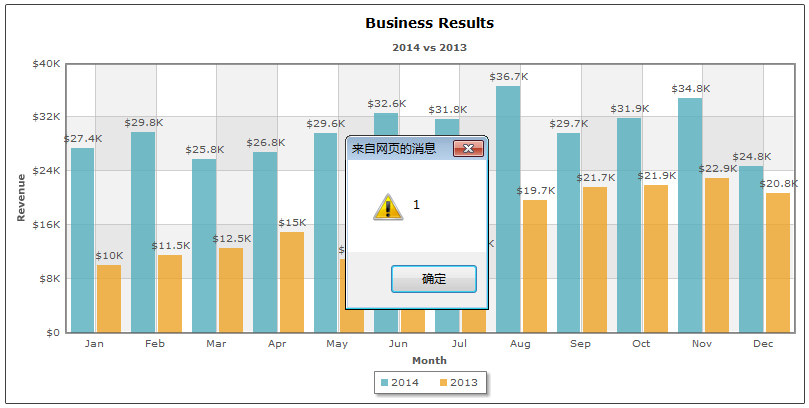 Business Results
2014 vs 2013
Revenue
$40K
$32K
$24K
$16K
$8K
$0
$27.4K
$29.8K
$25.8K
$26.8K
$29.6K
$32.6K
$31.8K
$36.7K
$29.7K
$31.9K
$34.8K
$24.8K
$10K
$11.5K
$12.5K
$15K
$19.7K
$21.7K
$21.9K
$22.9K
$20.8K
来自网页的消息
1
确定
Jan Feb Mar Apr May Jun Jul Aug Sep Oct Nov Dec
Month
2014 2013